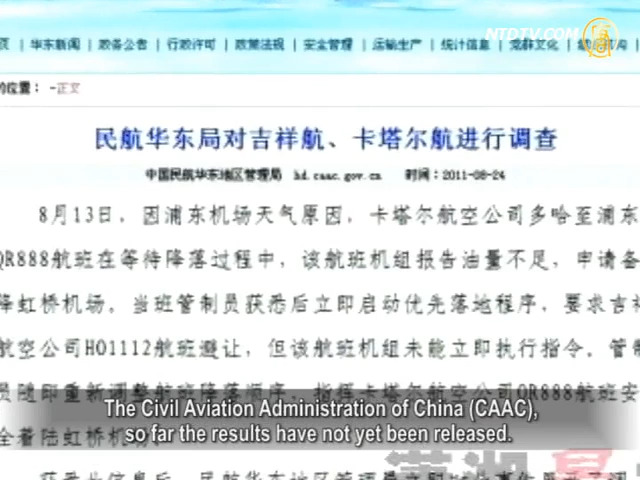 NTDTV.COM
华东新闻 | 政务公告 | 行政许可 | 政策法规 | 安全管理 | 运输生产 | 统计信息 | 党群文化
的位置： -正文
民航华东局对吉祥航、卡塔尔航进行调查
中国民航华东地区管理局 hd.caac.gov.cn 时间：2011-08-24
8月13日，因浦东机场天气原因，卡塔尔航空公司多哈至浦东
QR888航班在等待降落过程中，该航班机组报告油量不足，申请备
降虹桥机场。当班管制员获悉后立即启动优先落地程序，要求吉祥
航空公司HO1112航班避让，但该航班机组未能立即执行指令。管制
员随即重新调整航班降落顺序，指挥卡塔尔航空公司QR888航班安
全着陆虹桥机场。
The Civil Aviation Administration of China (CAAC),
so far the results have not yet been released.